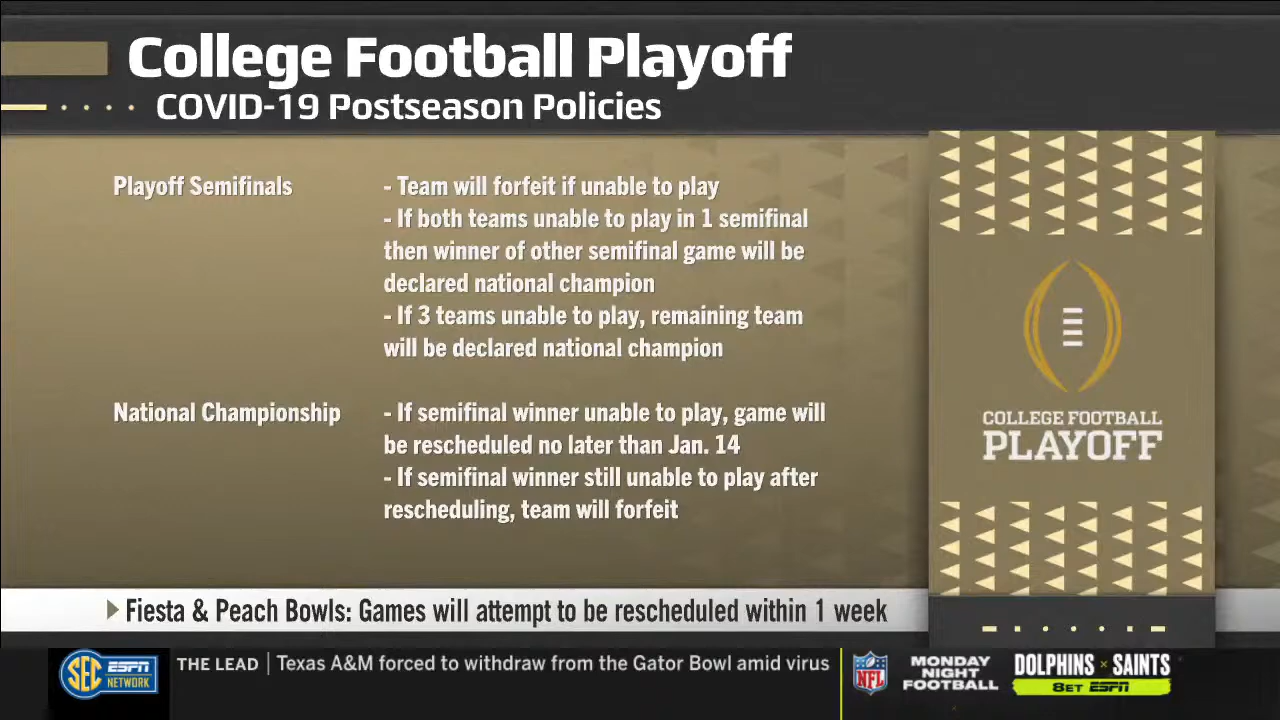 College Football Playoff
COVID-19 Postseason Policies
Playoff Semifinals
- Team will forfeit if unable to play
- If both teams unable to play in 1 semifinal
then winner of other semifinal game will be
declared national champion
- If 3 teams unable to play, remaining team
will be declared national champion
National Championship
- If semifinal winner unable to play, game will
be rescheduled no later than Jan. 14
- If semifinal winner still unable to play after
rescheduling, team will forfeit
COLLEGE FOOTBALL
PLAYOFF
Fiesta & Peach Bowls: Games will attempt to be rescheduled within 1 week
SEC ESPN
NETWORK
THE LEAD | Texas A&M forced to withdraw from the Gator Bowl amid virus
NFL
MONDAY
NIGHT
FOOTBALL
DOLPHINS SAINTS
8ET ESPN